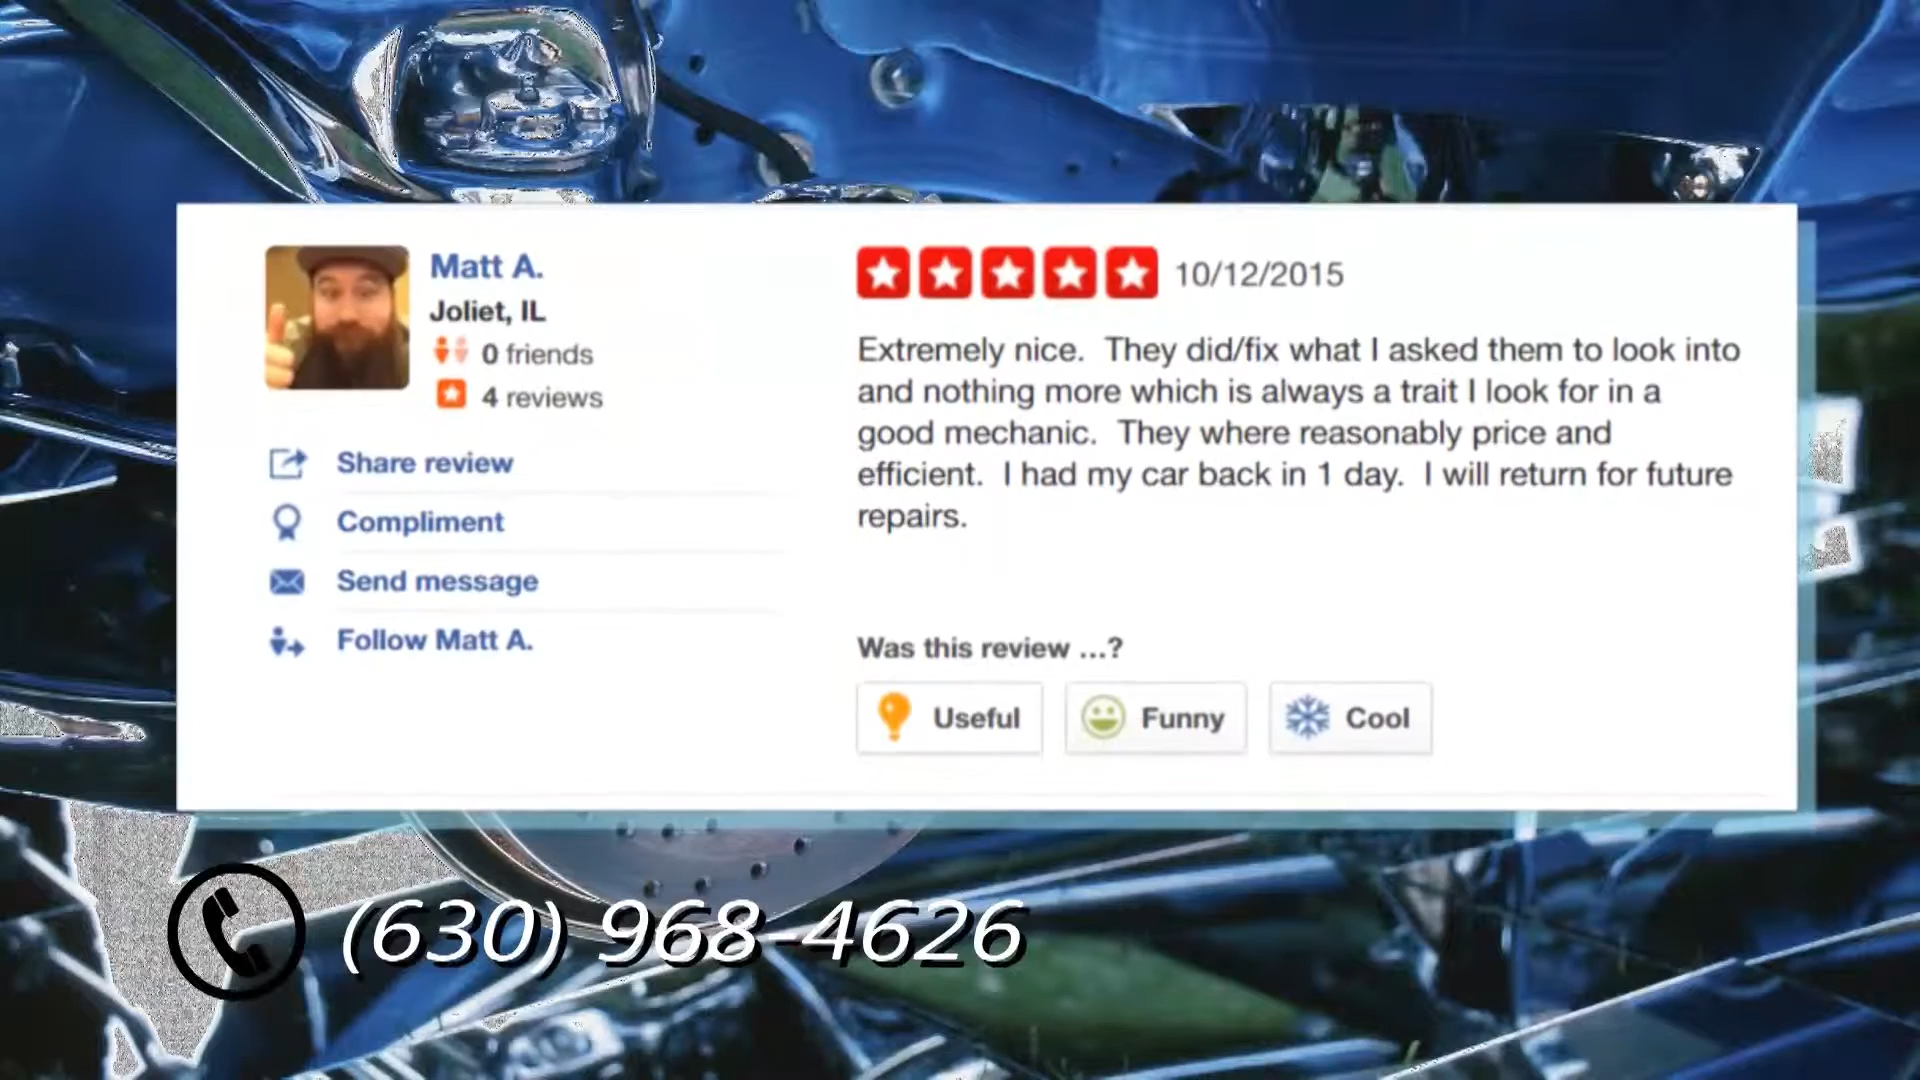 Matt A.
Joliet, IL
0 friends
4 reviews
Share review
Compliment
Send message
Follow Matt A.
10/12/2015
Extremely nice.  They did/fix what I asked them to look into
and nothing more which is always a trait I look for in a
good mechanic.  They where reasonably price and
efficient.  I had my car back in 1 day.  I will return for future
repairs.
Was this review ...?
Useful
Funny
Cool
(630) 968-4626